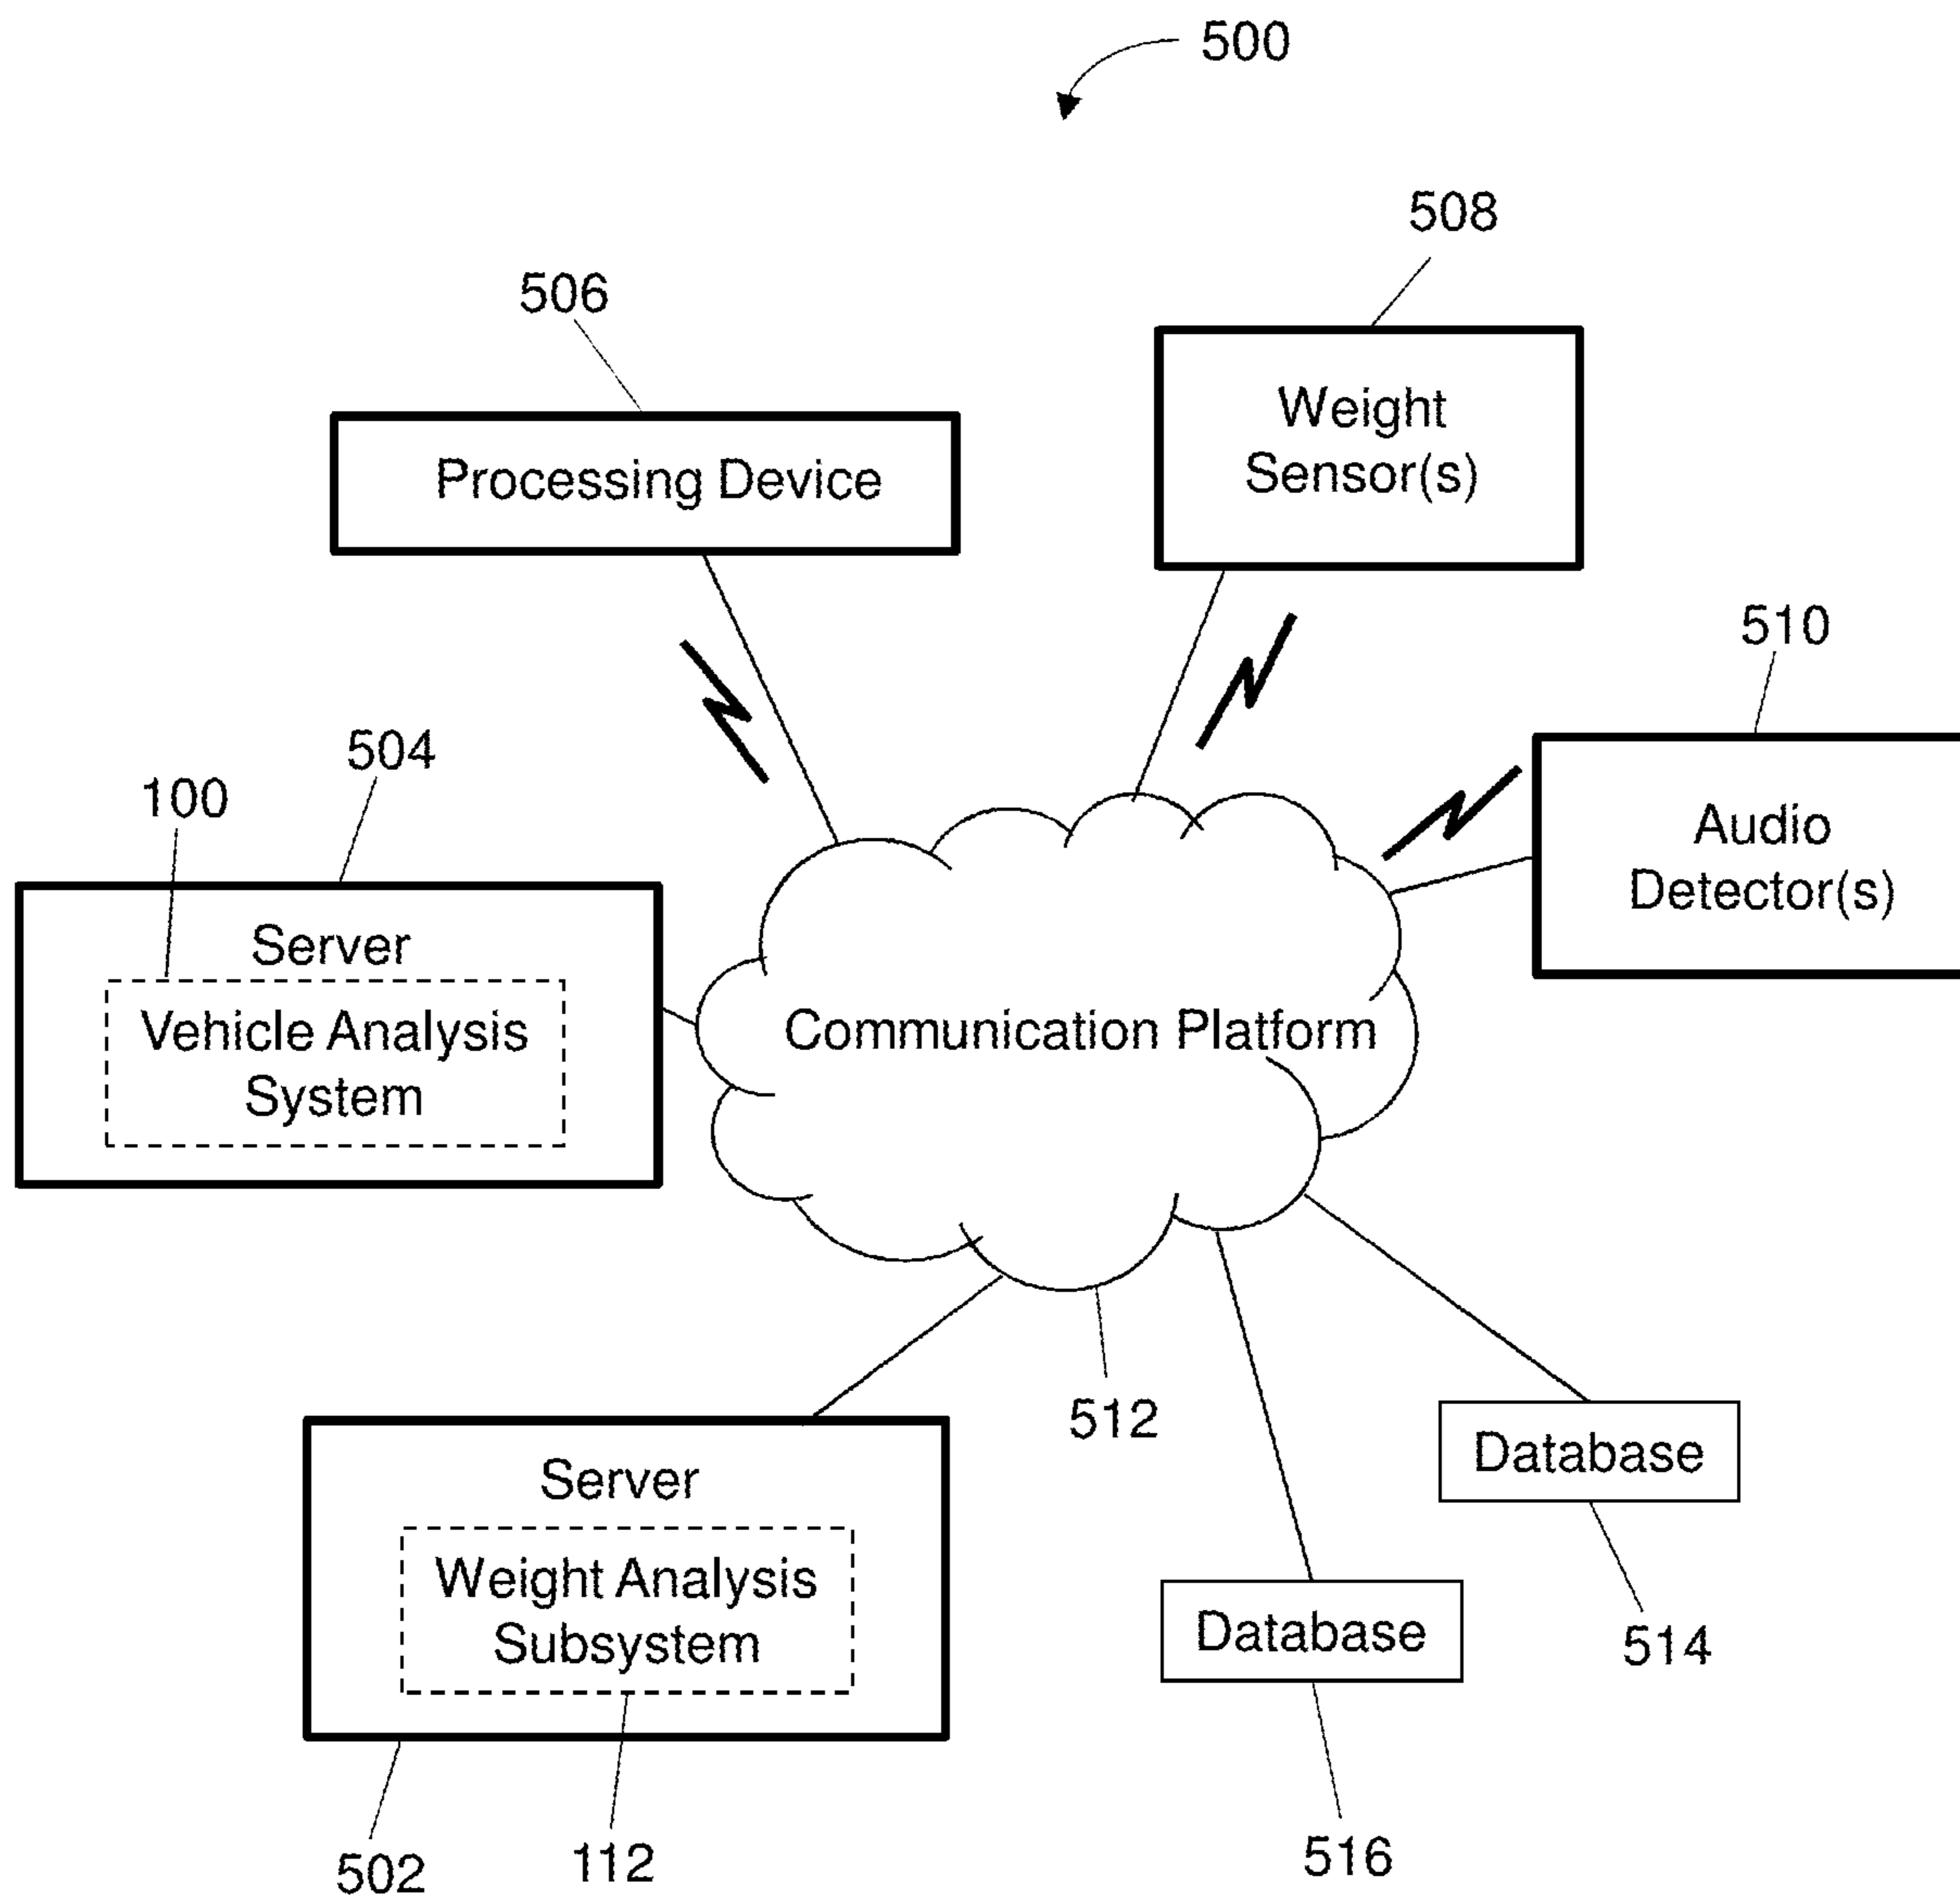 500
508
506
Weight
Sensor(s)
Processing Device
510
504
100
Audio
Detector(s)
Server
Vehicle Analysis
System
Communication Platform
512
Server
Database
Weight Analysis
Subsystem
Database
514
502
112
516